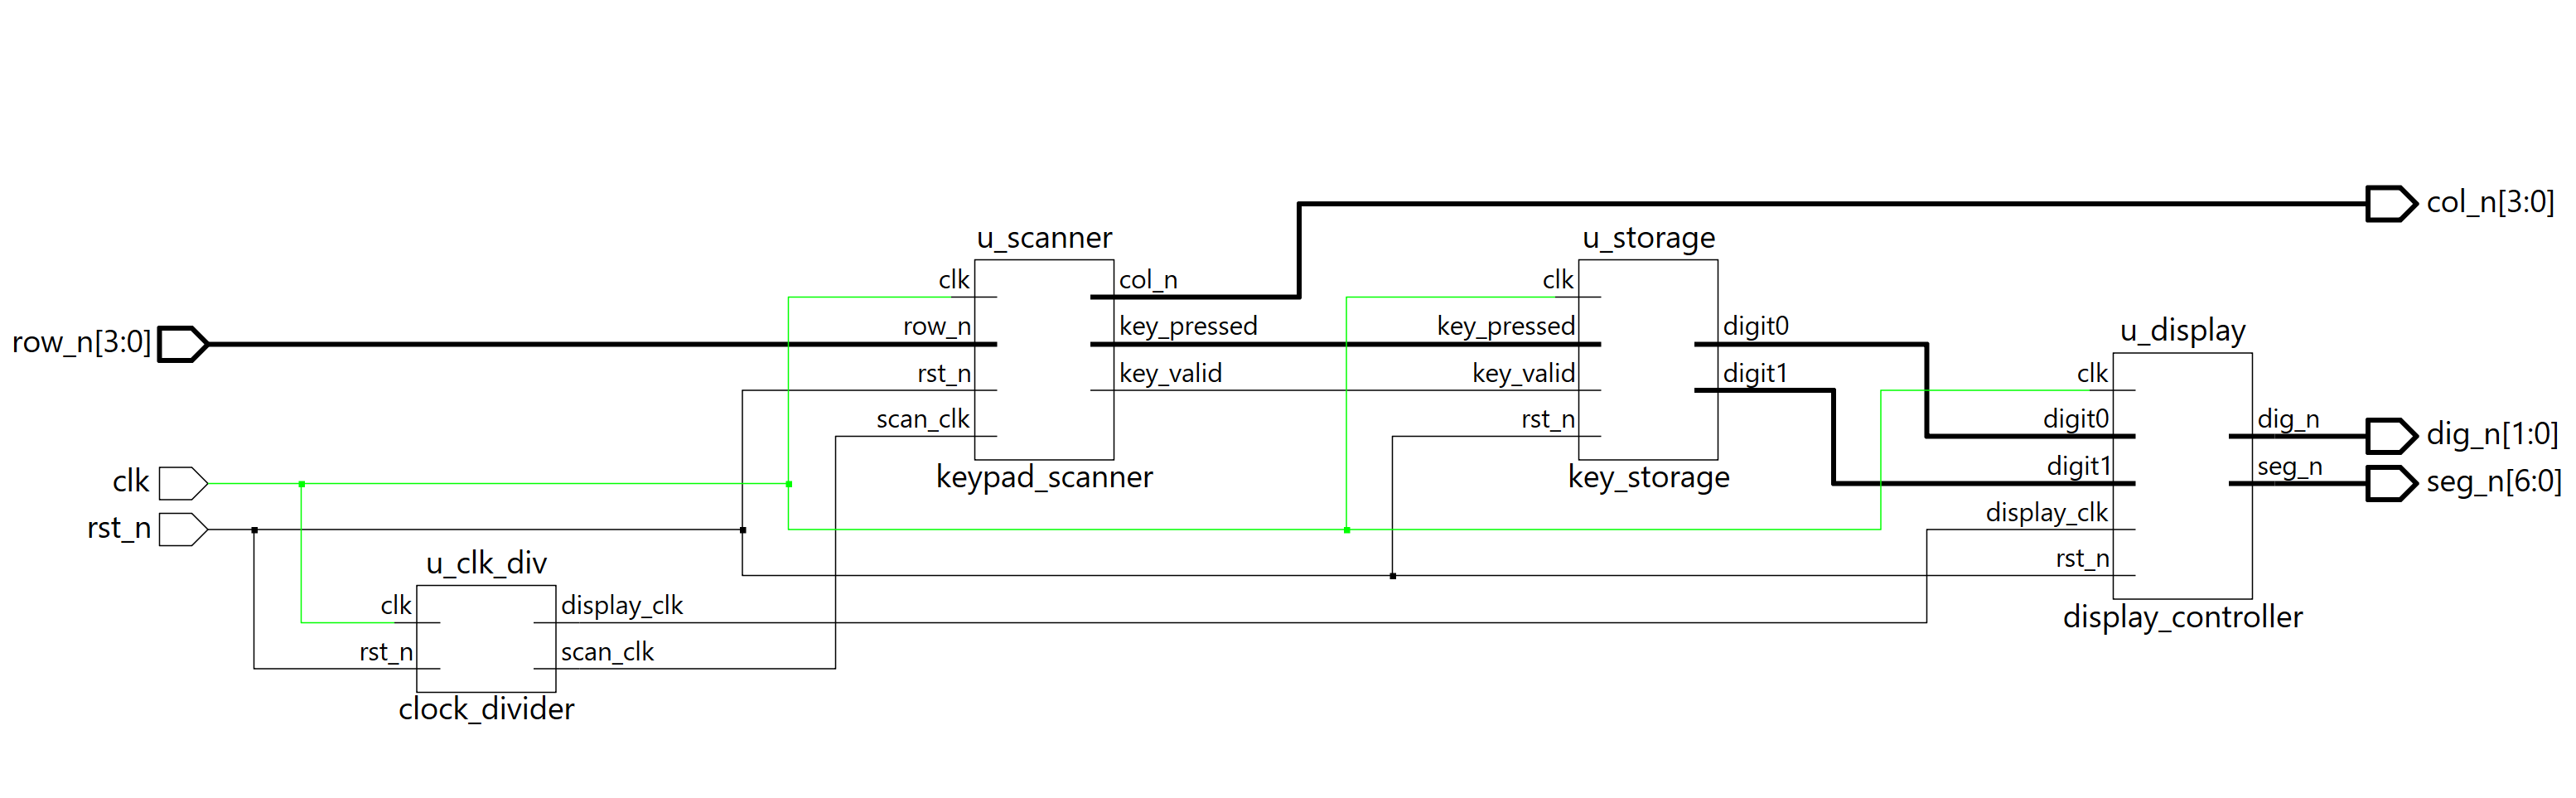 col_n[3:0]
u_scanner
u_storage
clk
col_n
clk
row_n
key_pressed
key_pressed
digit0
u_display
row_n[3:0]
rst_n
key_valid
key_valid
digit1
clk
scan_clk
rst_n
digit0
dig_n
dig_n[1:0]
keypad_scanner
key_storage
digit1
seg_n
seg_n[6:0]
clk
display_clk
rst_n
u_clk_div
rst_n
clk
display_clk
display_controller
rst_n
scan_clk
clock_divider